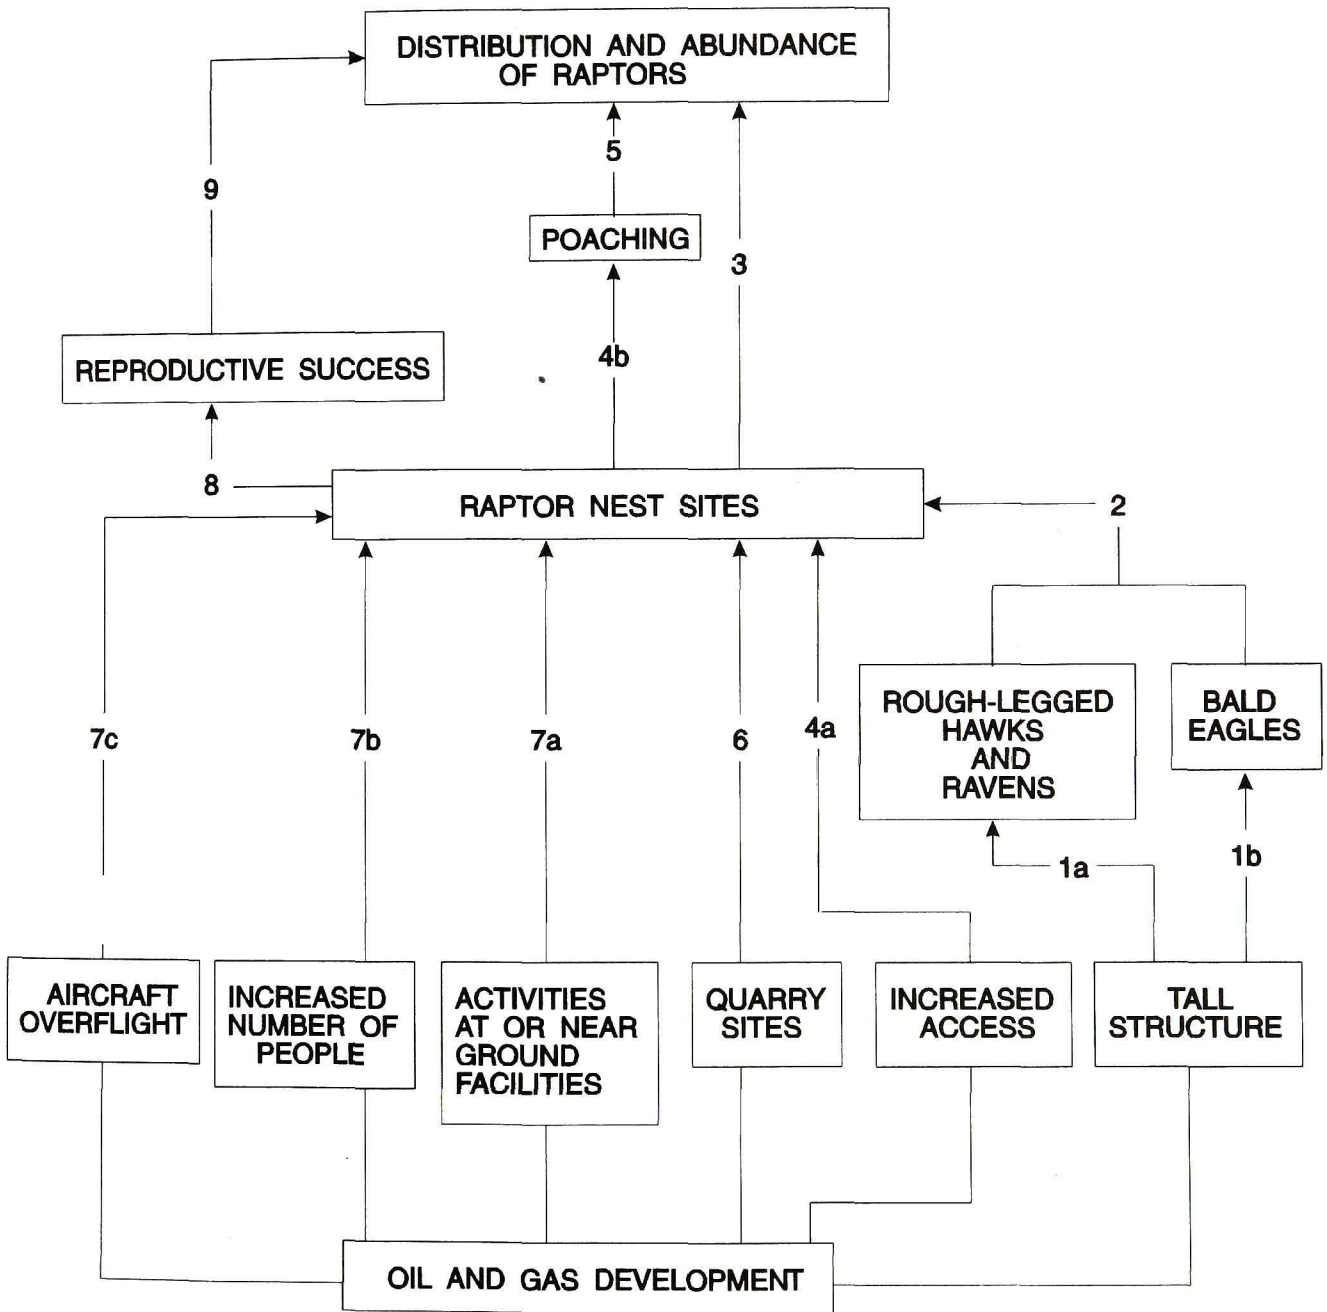 DISTRIBUTION AND ABUNDANCE
OF RAPTORS
5
9
POACHING
3
4b
REPRODUCTIVE SUCCESS
8
RAPTOR NEST SITES
2
ROUGH-LEGGED
HAWKS
AND
RAVENS
BALD
EAGLES
7c
7b
7a
6
4a
1a
1b
AIRCRAFT
OVERFLIGHT
INCREASED
NUMBER OF
PEOPLE
ACTIVITIES
AT OR NEAR
GROUND
FACILITIES
QUARRY
SITES
INCREASED
ACCESS
TALL
STRUCTURE
OIL AND GAS DEVELOPMENT